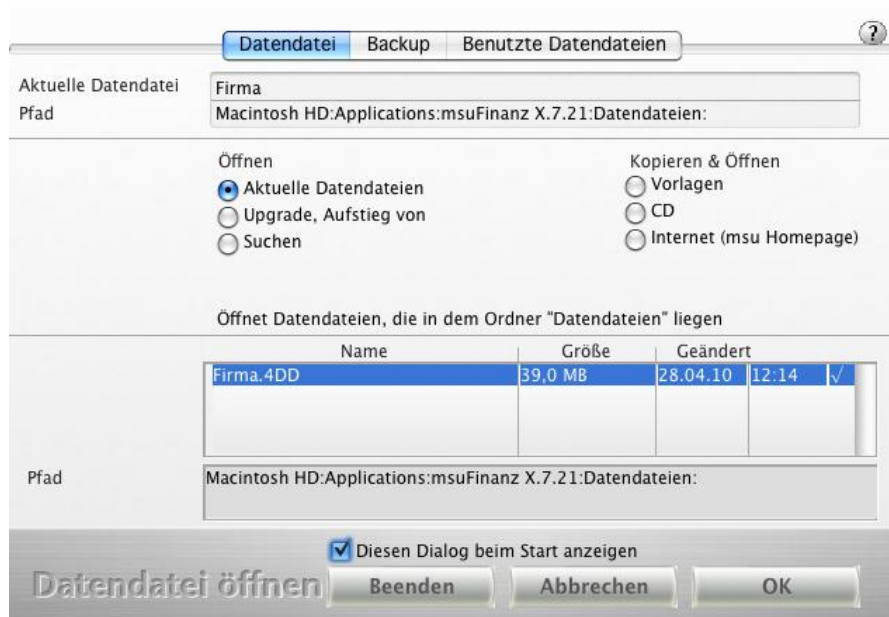 ?
Datendatei Backup Benutzte Datendateien
Aktuelle Datendatei Firma
Pfad Macintosh HD:Applications:msuFinanz X.7.21:Datendateien:
Öffnen Kopieren & Öffnen
Aktuelle Datendateien Vorlagen
Upgrade, Aufstieg von CD
Suchen Internet (msu Homepage)
Öffnet Datendateien, die in dem Ordner "Datendateien" liegen
Name Größe Geändert
Firma.4DD 39,0 MB 28.04.10 12:14 √
Pfad Macintosh HD:Applications:msuFinanz X.7.21:Datendateien:
Diesen Dialog beim Start anzeigen
Datendatei öffnen Beenden Abbrechen OK